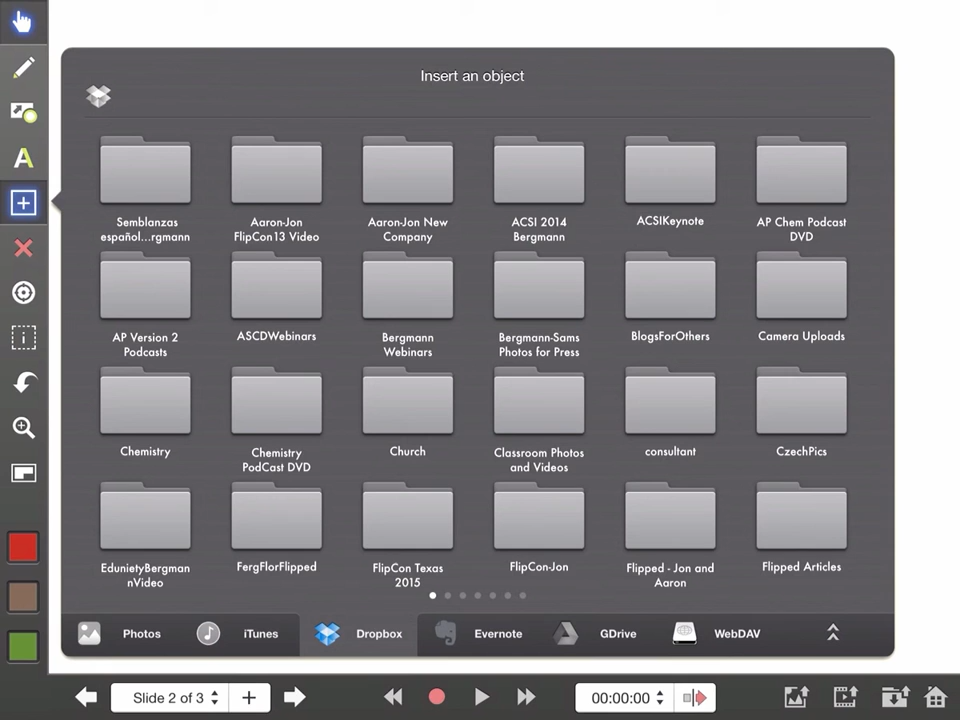 Insert an object
A
Semblanzas
español...rgmann
Aaron-Jon
FlipCon13 Video
Aaron-Jon New
Company
ACSI 2014
Bergmann
ACSIKeynote
AP Chem Podcast
DVD
AP Version 2
Podcasts
ASCDWebinars
Bergmann
Webinars
Bergmann-Sams
Photos for Press
BlogsForOthers
Camera Uploads
Chemistry
Chemistry
PodCast DVD
Church
Classroom Photos
and Videos
consultant
CzechPics
EdunietyBergman
nVideo
FergFlorFlipped
FlipCon Texas
2015
FlipCon-Jon
Flipped - Jon and
Aaron
Flipped Articles
Photos
iTunes
Dropbox
Evernote
GDrive
WebDAV
Slide 2 of 3
00:00:00